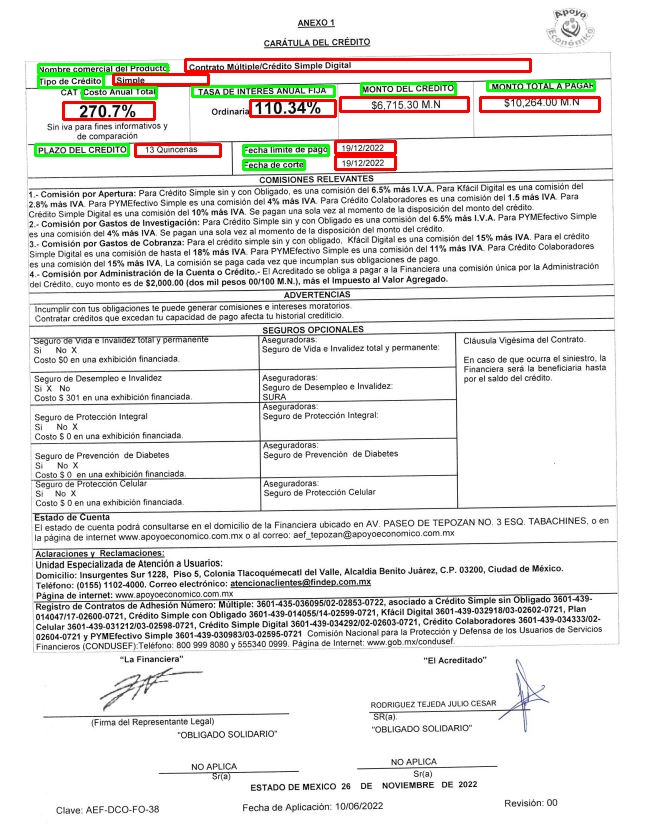 ANEXO 1
Apoyo Económico
CARÁTULA DEL CRÉDITO
Nombre comercial del Producto Contrato Múltiple/Crédito Simple Digital
Tipo de Crédito Simple
CAT Costo Anual Total
270.7%
Sin iva para fines informativos y
de comparación
TASA DE INTERES ANUAL FIJA
Ordinaria 110.34%
MONTO DEL CREDITO
$6,715.30 M.N
MONTO TOTAL A PAGAR
$10,264.00 M.N
PLAZO DEL CREDITO 13 Quincenas
Fecha limite de pago 19/12/2022
Fecha de corte 19/12/2022
COMISIONES RELEVANTES
1.- Comisión por Apertura: Para Crédito Simple sin y con Obligado, es una comisión del 6.5% más I.V.A. Para Kfácil Digital es una comisión del
2.8% más IVA. Para PYMEfectivo Simple es una comisión del 4% más IVA. Para Crédito Colaboradores es una comisión del 1.5 más IVA. Para
Crédito Simple Digital es una comisión del 10% más IVA. Se pagan una sola vez al momento de la disposición del monto del crédito.
2.- Comisión por Gastos de Investigación: Para Crédito Simple sin y con Obligado es una comisión del 6.5% más I.V.A. Para PYMEfectivo Simple
es una comisión del 4% más IVA. Se pagan una sola vez al momento de la disposición del monto del crédito.
3.- Comisión por Gastos de Cobranza: Para el crédito simple sin y con obligado, Kfácil Digital es una comisión del 15% más IVA. Para el crédito
Simple Digital es una comisión de hasta el 18% más IVA. Para PYMEfectivo Simple es una comisión del 11% más IVA. Para Crédito Colaboradores
es una comisión del 15% más IVA. La comisión se paga cada vez que incumplan sus obligaciones de pago.
4.- Comisión por Administración de la Cuenta o Crédito.- El Acreditado se obliga a pagar a la Financiera una comisión única por la Administración
del Crédito, cuyo monto es de $2,000.00 (dos mil pesos 00/100 M.N.), más el Impuesto al Valor Agregado.
ADVERTENCIAS
Incumplir con tus obligaciones te puede generar comisiones e intereses moratorios.
Contratar créditos que excedan tu capacidad de pago afecta tu historial crediticio.
SEGUROS OPCIONALES
Seguro de Vida e Invalidez total y permanente
Si No X
Costo $0 en una exhibición financiada.
Aseguradoras:
Seguro de Vida e Invalidez total y permanente:
Cláusula Vigésima del Contrato.
En caso de que ocurra el siniestro, la
Financiera será la beneficiaria hasta
por el saldo del crédito.
Seguro de Desempleo e Invalidez
Si X No
Costo $ 301 en una exhibición financiada.
Aseguradoras:
Seguro de Desempleo e Invalidez:
SURA
Seguro de Protección Integral
Si No X
Costo $ 0 en una exhibición financiada.
Aseguradoras:
Seguro de Protección Integral:
Seguro de Prevención de Diabetes
Si No X
Costo $ 0 en una exhibición financiada.
Aseguradoras:
Seguro de Prevención de Diabetes
Seguro de Protección Celular
Si No X
Costo $ 0 en una exhibición financiada.
Aseguradoras:
Seguro de Protección Celular
Estado de Cuenta
El estado de cuenta podrá consultarse en el domicilio de la Financiera ubicado en AV. PASEO DE TEPOZAN NO. 3 ESQ. TABACHINES, o en
la página de internet www.apoyoeconomico.com.mx o al correo: aef_tepozan@apoyoeconomico.com.mx
Aclaraciones y Reclamaciones:
Unidad Especializada de Atención a Usuarios:
Domicilio: Insurgentes Sur 1228, Piso 5, Colonia Tlacoquémecatl del Valle, Alcaldía Benito Juárez, C.P. 03200, Ciudad de México.
Teléfono: (0155) 1102-4000. Correo electrónico: atencionaclientes@findep.com.mx
Página de internet: www.apoyoeconomico.com.mx
Registro de Contratos de Adhesión Número: Múltiple: 3601-435-036095/02-02853-0722, asociado a Crédito Simple sin Obligado 3601-439-
014047/17-02600-0721, Crédito Simple con Obligado 3601-439-014055/14-02599-0721, Kfácil Digital 3601-439-032918/03-02602-0721, Plan
Celular 3601-439-031212/03-02598-0721, Crédito Simple Digital 3601-439-034292/02-02603-0721, Crédito Colaboradores 3601-439-034333/02-
02604-0721 y PYMEfectivo Simple 3601-439-030983/03-02595-0721 Comisión Nacional para la Protección y Defensa de los Usuarios de Servicios
Financieros (CONDUSEF):Teléfono: 800 999 8080 y 555340 0999. Página de Internet: www.gob.mx/condusef.
"La Financiera" "El Acreditado"
RODRIGUEZ TEJEDA JULIO CESAR
(Firma del Representante Legal) SR(a).
"OBLIGADO SOLIDARIO" "OBLIGADO SOLIDARIO"
NO APLICA NO APLICA
Sr(a) Sr(a)
ESTADO DE MEXICO 26 DE NOVIEMBRE DE 2022
Clave: AEF-DCO-FO-38 Fecha de Aplicación: 10/06/2022 Revisión: 00